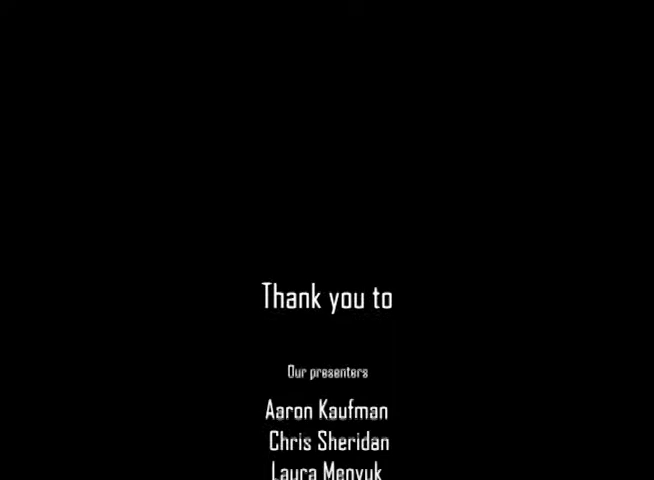 Thank you to
Our presenters
Aaron Kaufman
Chris Sheridan
Laura Menyuk